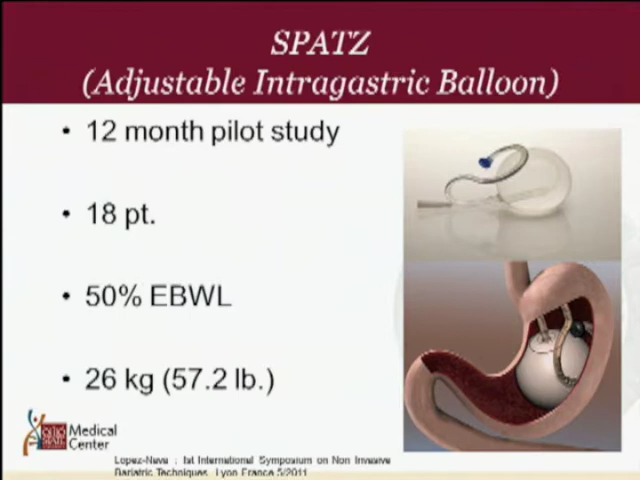 SPATZ
(Adjustable Intragastric Balloon)
• 12 month pilot study
• 18 pt.
• 50% EBWL
• 26 kg (57.2 lb.)
Medical
Center
Lopez-Nava : Ist International Symposium on Non Invasive
Bariatric Techniques Lyon France 5/2011